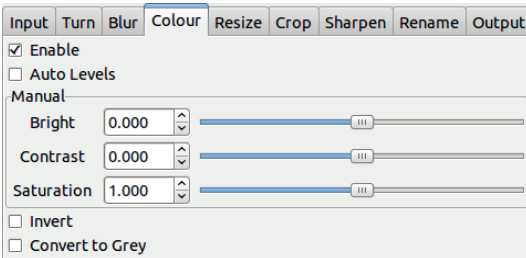 Input Turn Blur Colour Resize Crop Sharpen Rename Output
Enable
Auto Levels
Manual
Bright 0.000
Contrast 0.000
Saturation 1.000
Invert
Convert to Grey